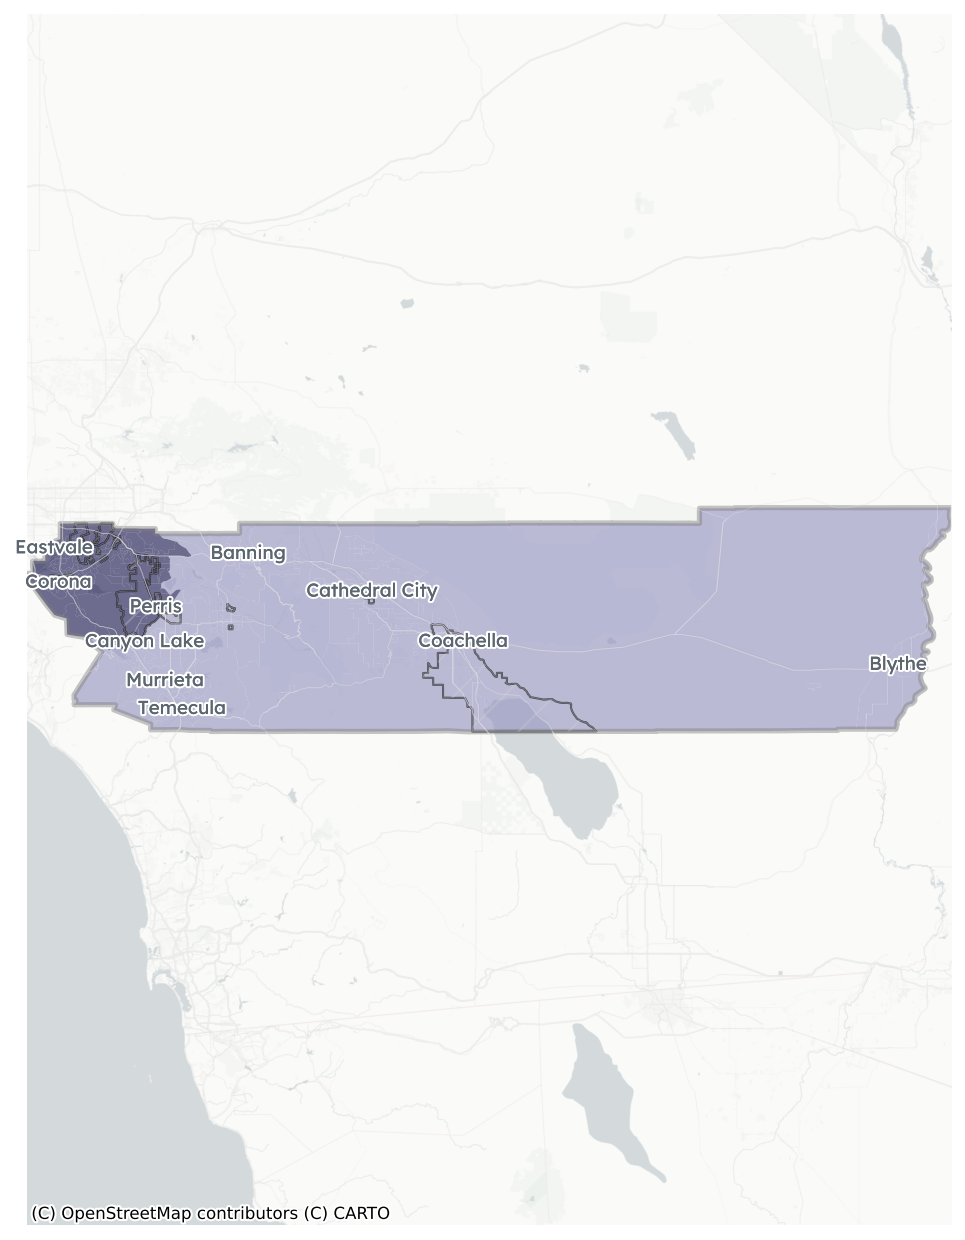 Eastvale
Banning
Corona
Cathedral City
Perris
Canyon Lake
Coachella
Blythe
Murrieta
Temecula
(C) OpenStreetMap contributors (C) CARTO